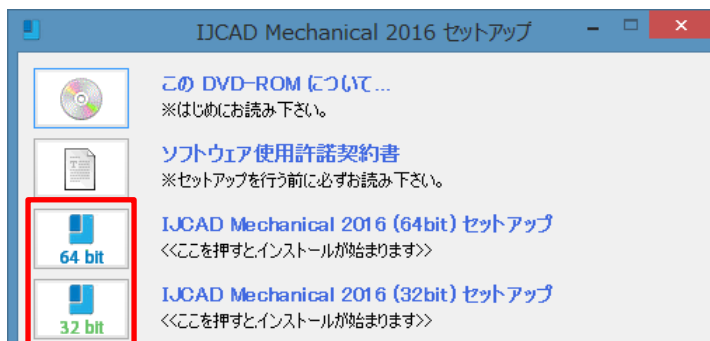 IJCAD Mechanical 2016 セットアップ
この DVD-ROM について...
※はじめにお読み下さい。
ソフトウェア使用許諾契約書
※セットアップを行う前に必ずお読み下さい。
64 bit
IJCAD Mechanical 2016 (64bit) セットアップ
<<ここを押すとインストールが始まります>>
32 bit
IJCAD Mechanical 2016 (32bit) セットアップ
<<ここを押すとインストールが始まります>>